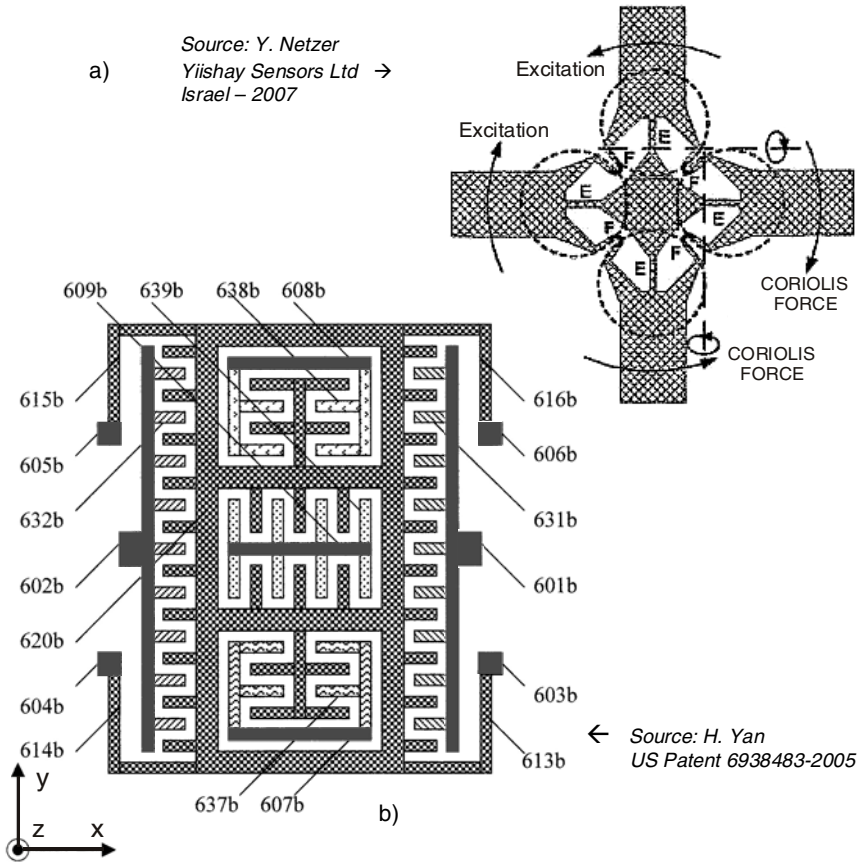 a)
Source: Y. Netzer
Yiishay Sensors Ltd →
Israel – 2007
Excitation
Excitation
E
F
F
E
E
F
F
E
CORIOLIS
FORCE
CORIOLIS
FORCE
609b 639b 638b 608b
615b
605b
632b
602b
620b
604b
614b
616b
606b
631b
601b
603b
613b
637b 607b
b)
← Source: H. Yan
US Patent 6938483-2005
y
z
x